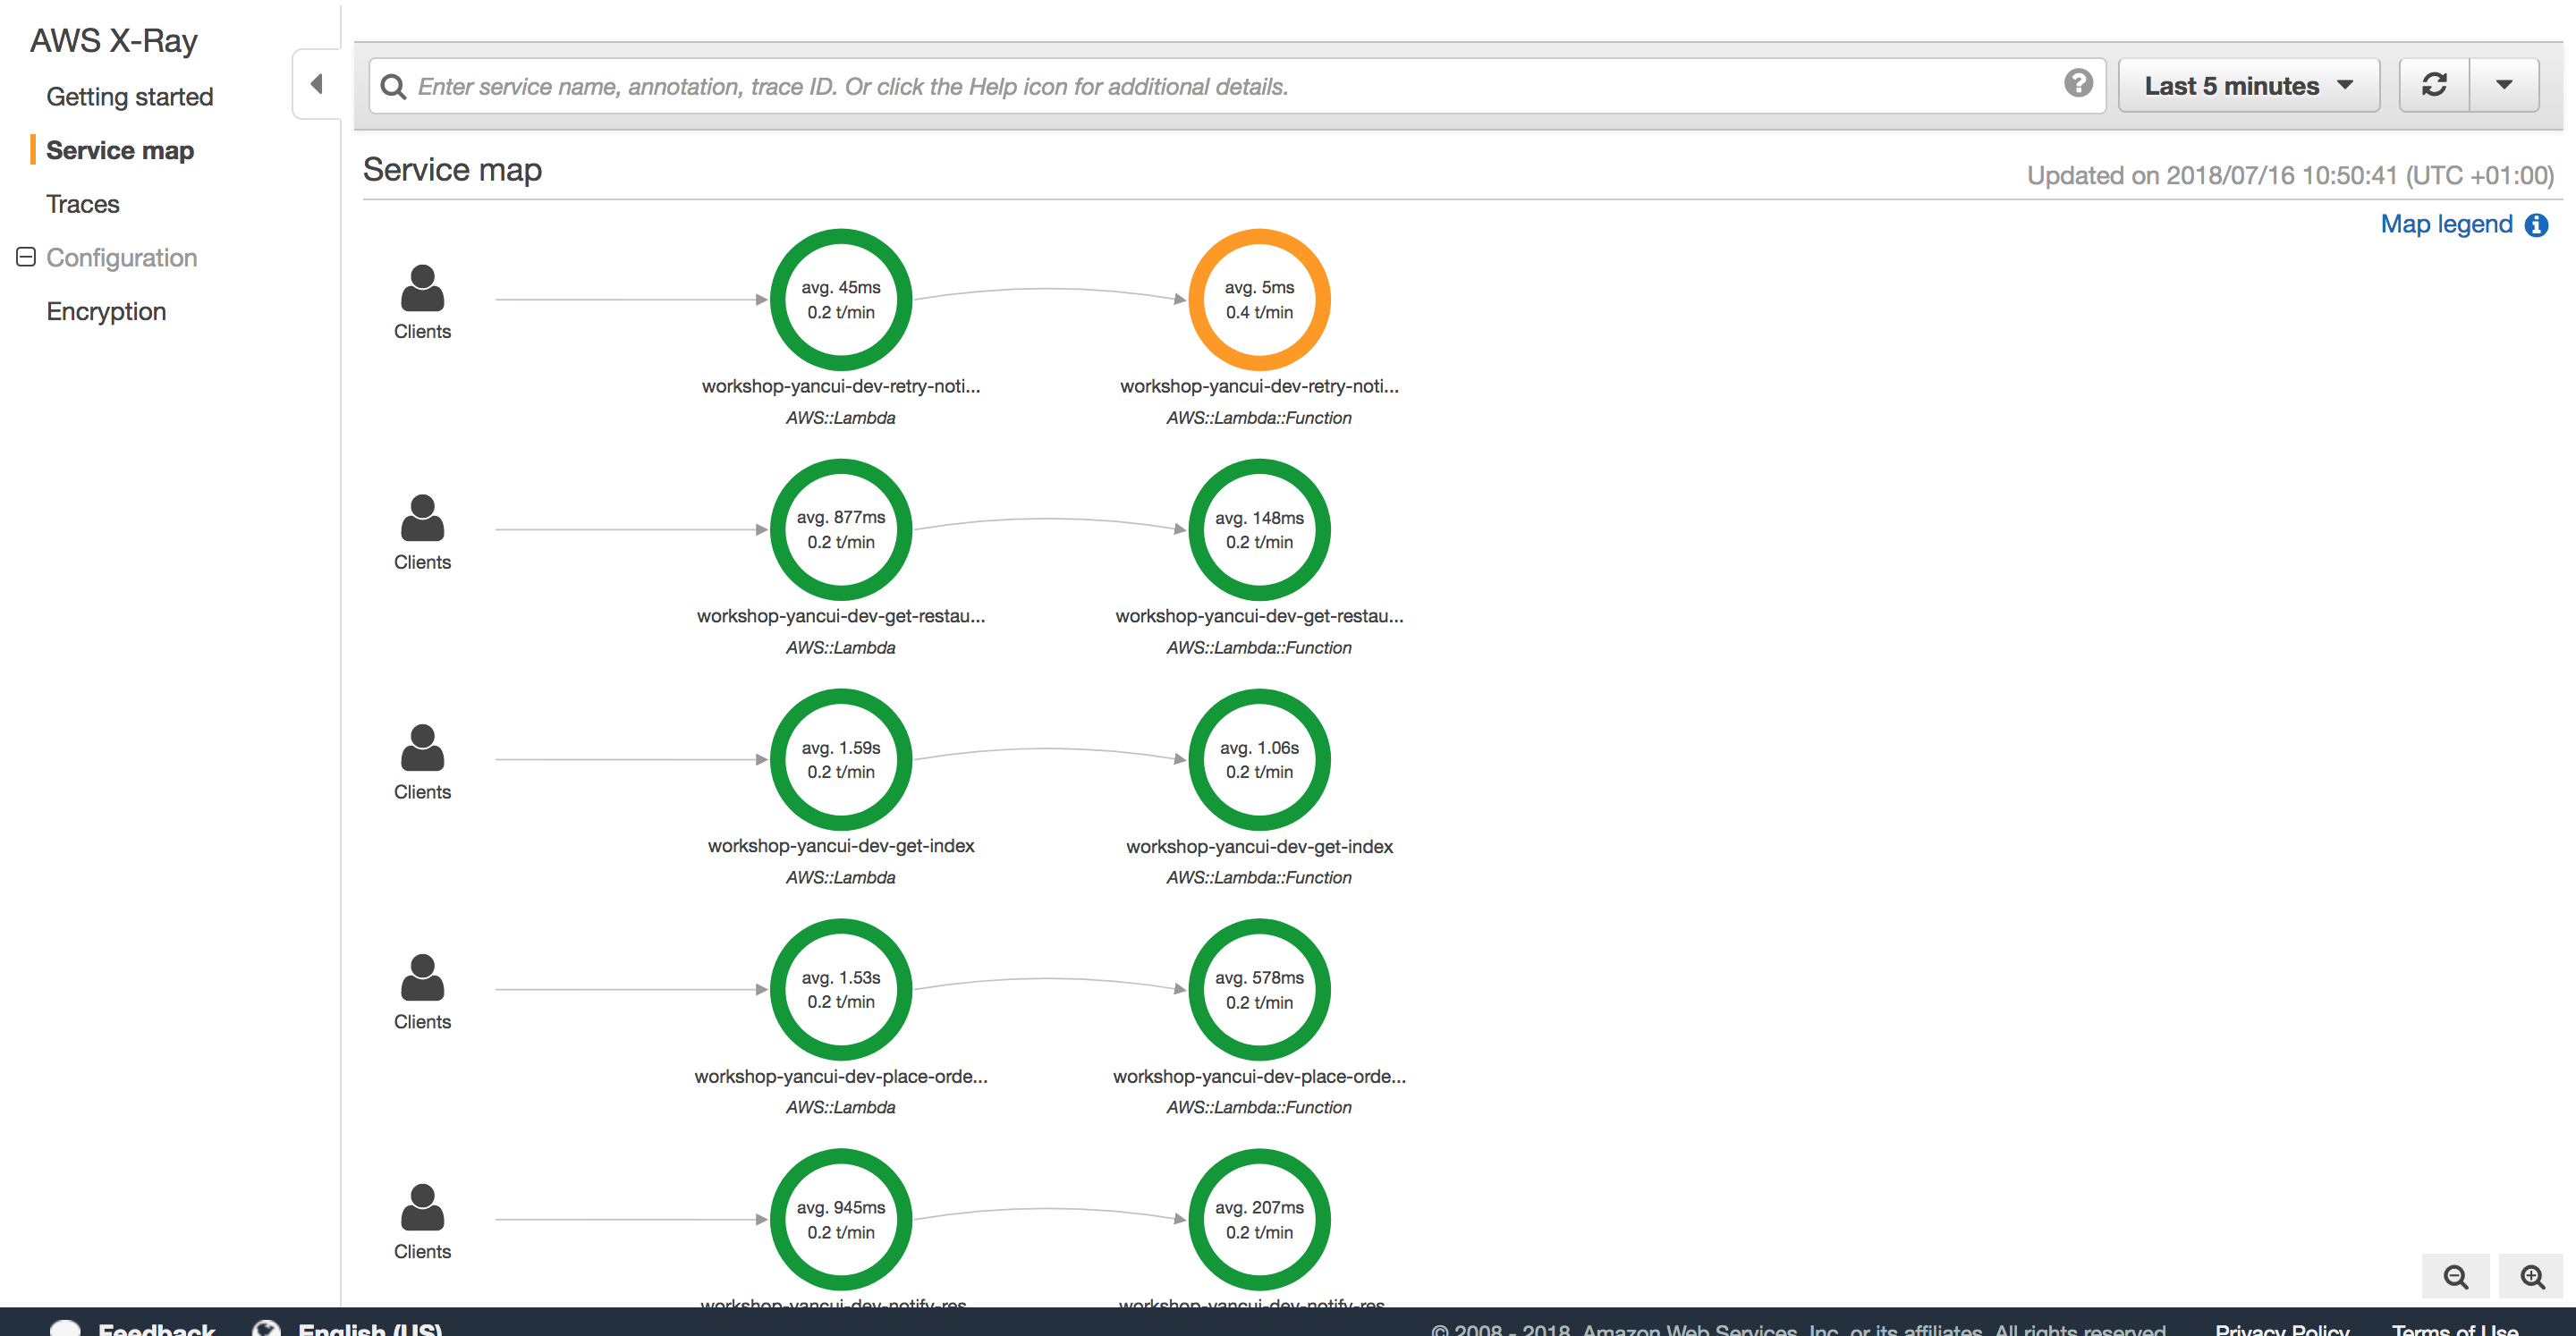 AWS X-Ray
Getting started
Service map
Traces
Configuration
Encryption
Enter service name, annotation, trace ID. Or click the Help icon for additional details.
Last 5 minutes
Service map
Updated on 2018/07/16 10:50:41 (UTC +01:00)
Map legend
Clients
avg. 45ms
0.2 t/min
workshop-yancui-dev-retry-noti...
AWS::Lambda
avg. 5ms
0.4 t/min
workshop-yancui-dev-retry-noti...
AWS::Lambda::Function
Clients
avg. 877ms
0.2 t/min
workshop-yancui-dev-get-restau...
AWS::Lambda
avg. 148ms
0.2 t/min
workshop-yancui-dev-get-restau...
AWS::Lambda::Function
Clients
avg. 1.59s
0.2 t/min
workshop-yancui-dev-get-index
AWS::Lambda
avg. 1.06s
0.2 t/min
workshop-yancui-dev-get-index
AWS::Lambda::Function
Clients
avg. 1.53s
0.2 t/min
workshop-yancui-dev-place-orde...
AWS::Lambda
avg. 578ms
0.2 t/min
workshop-yancui-dev-place-orde...
AWS::Lambda::Function
Clients
avg. 945ms
0.2 t/min
workshop-yancui-dev-notify-res...
avg. 207ms
0.2 t/min
workshop-yancui-dev-notify-res...
Feedback
English (US)
© 2008 - 2018, Amazon Web Services, Inc. or its affiliates. All rights reserved.
Privacy Policy
Terms of Use